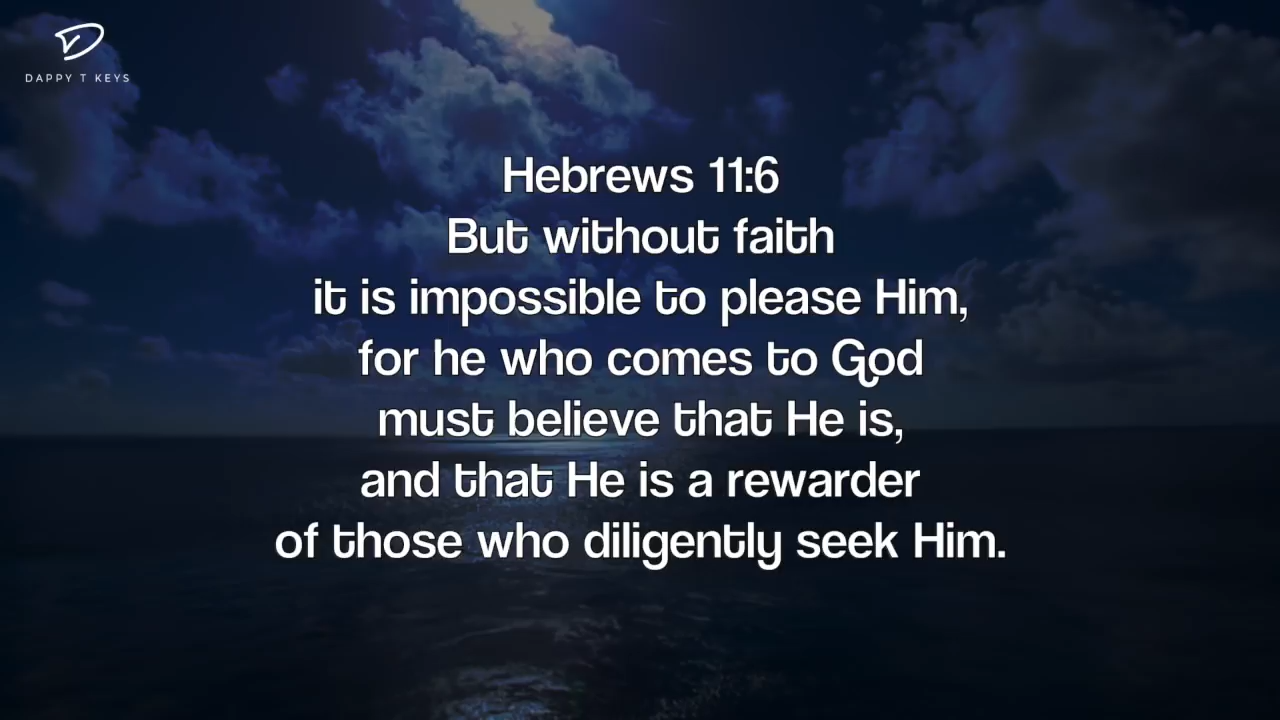 DAPPY T KEYS
Hebrews 11:6
But without faith
it is impossible to please Him,
for he who comes to God
must believe that He is,
and that He is a rewarder
of those who diligently seek Him.